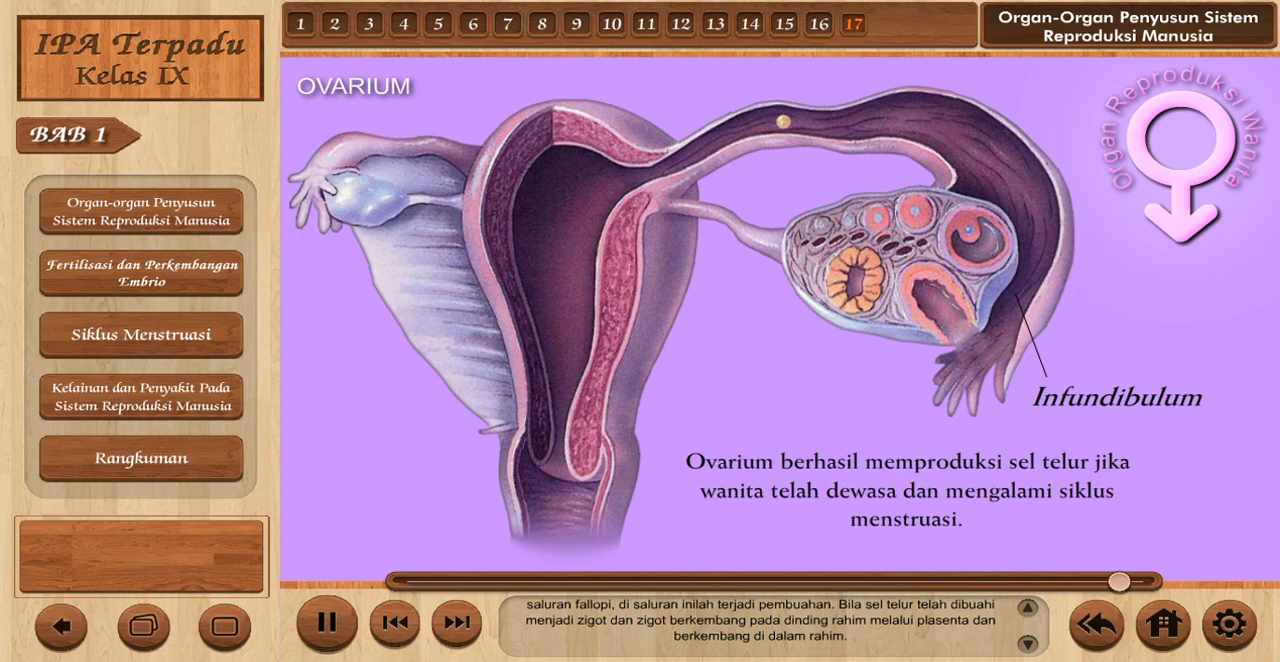 IPA Terpadu
Kelas IX
BAB 1
Organ-organ Penyusun
Sistem Reproduksi Manusia
Fertilisasi dan Perkembangan
Embrio
Siklus Menstruasi
Kelainan dan Penyakit Pada
Sistem Reproduksi Manusia
Rangkuman
1 2 3 4 5 6 7 8 9 10 11 12 13 14 15 16 17
Organ-Organ Penyusun Sistem
Reproduksi Manusia
OVARIUM
Organ Reproduksi Wanita
Infundibulum
Ovarium berhasil memproduksi sel telur jika
wanita telah dewasa dan mengalami siklus
menstruasi.
saluran fallopi, di saluran inilah terjadi pembuahan. Bila sel telur telah dibuahi
menjadi zigot dan zigot berkembang pada dinding rahim melalui plasenta dan
berkembang di dalam rahim.